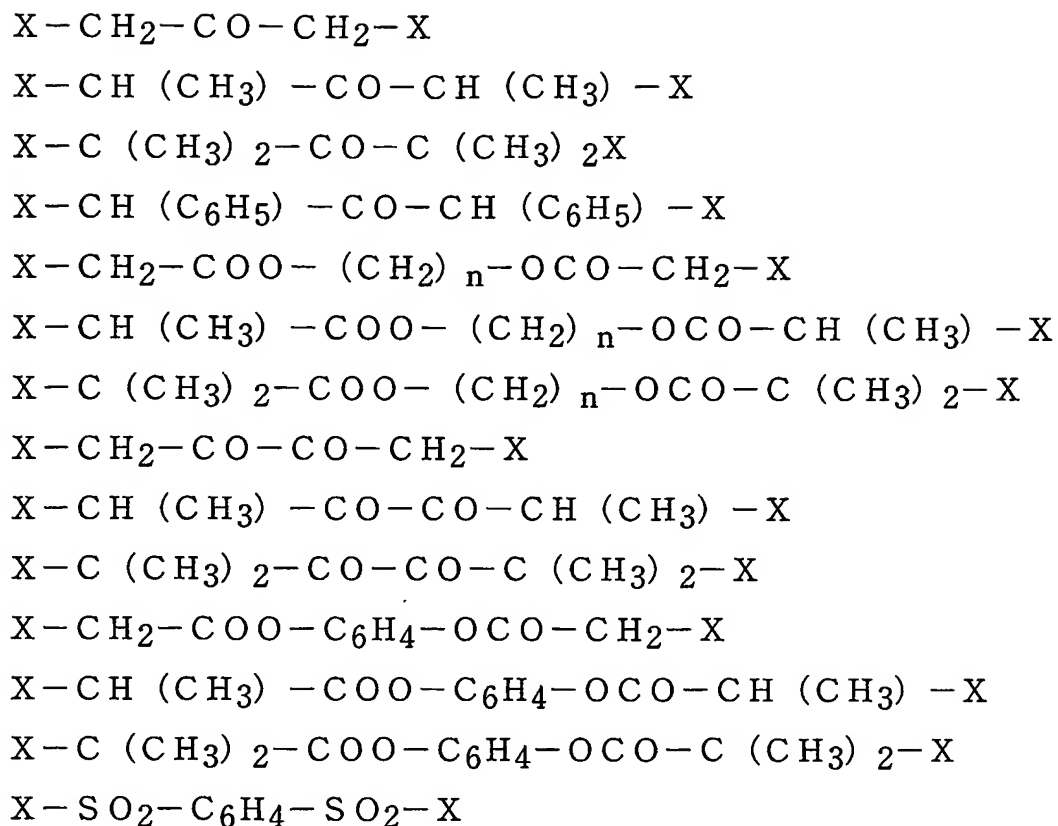 X-CH2-CO-CH2-X
X-CH (CH3) -CO-CH (CH3) -X
X-C (CH3) 2-CO-C (CH3) 2X
X-CH (C6H5) -CO-CH (C6H5) -X
X-CH2-COO- (CH2) n-OCO-CH2-X
X-CH (CH3) -COO- (CH2) n-OCO-CH (CH3) -X
X-C (CH3) 2-COO- (CH2) n-OCO-C (CH3) 2-X
X-CH2-CO-CO-CH2-X
X-CH (CH3) -CO-CO-CH (CH3) -X
X-C (CH3) 2-CO-CO-C (CH3) 2-X
X-CH2-COO-C6H4-OCO-CH2-X
X-CH (CH3) -COO-C6H4-OCO-CH (CH3) -X
X-C (CH3) 2-COO-C6H4-OCO-C (CH3) 2-X
X-SO2-C6H4-SO2-X